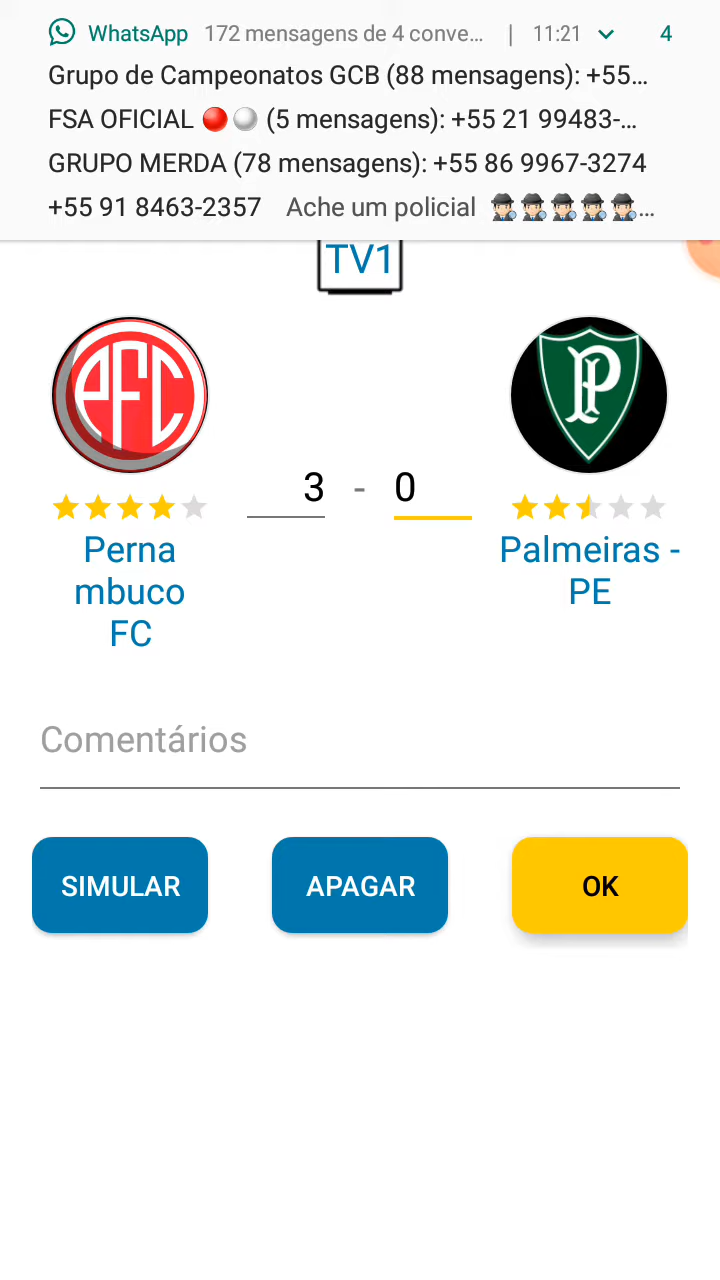 WhatsApp 172 mensagens de 4 conve... | 11:21 4
Grupo de Campeonatos GCB (88 mensagens): +55...
FSA OFICIAL 🔴⚪ (5 mensagens): +55 21 99483-...
GRUPO MERDA (78 mensagens): +55 86 9967-3274
+55 91 8463-2357 Ache um policial 🕵🏻‍♂️🕵🏻‍♂️🕵🏻‍♂️🕵🏻‍♂️🕵🏻‍♂️...
TV1
PFC
P
3 - 0
Perna
mbuco
FC
Palmeiras -
PE
Comentários
SIMULAR
APAGAR
OK